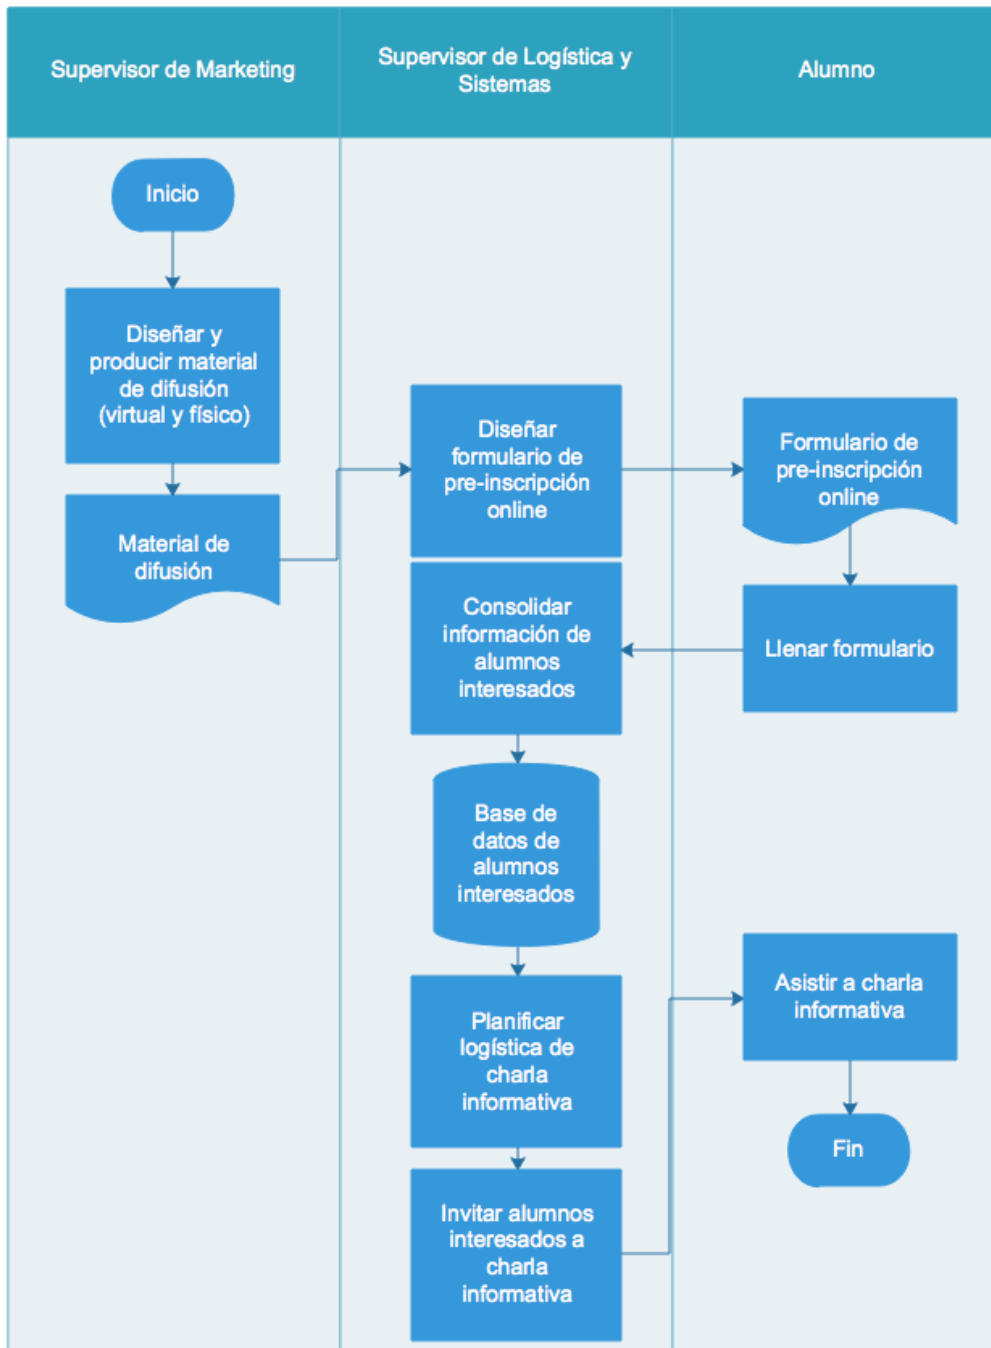 Supervisor de Marketing
Supervisor de Logística y
Sistemas
Alumno
Inicio
Diseñar y
producir material
de difusión
(virtual y físico)
Material de
difusión
Diseñar
formulario de
pre-inscripción
online
Formulario de
pre-inscripción
online
Llenar formulario
Consolidar
información de
alumnos
interesados
Base de
datos de
alumnos
interesados
Planificar
logística de
charla
informativa
Invitar alumnos
interesados a
charla
informativa
Asistir a charla
informativa
Fin